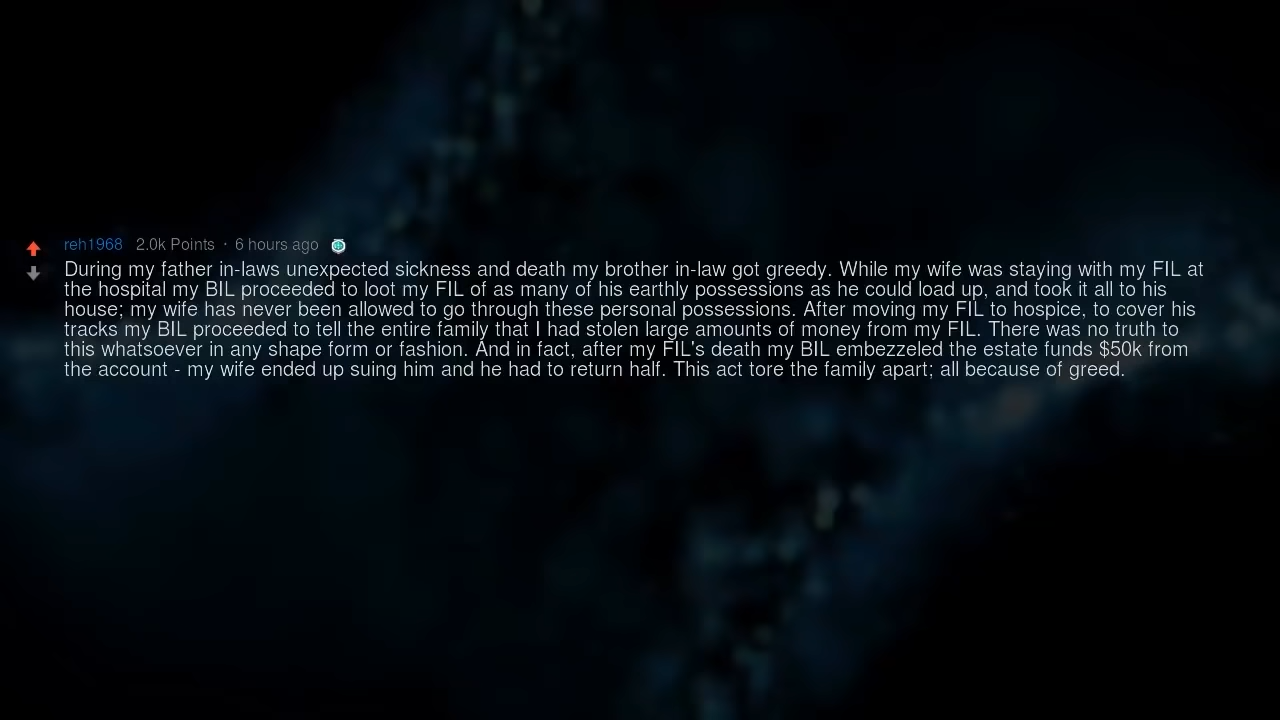 reh1968 2.0k Points · 6 hours ago
During my father in-laws unexpected sickness and death my brother in-law got greedy. While my wife was staying with my FIL at
the hospital my BIL proceeded to loot my FIL of as many of his earthly possessions as he could load up, and took it all to his
house; my wife has never been allowed to go through these personal possessions. After moving my FIL to hospice, to cover his
tracks my BIL proceeded to tell the entire family that I had stolen large amounts of money from my FIL. There was no truth to
this whatsoever in any shape form or fashion. And in fact, after my FIL's death my BIL embezzeled the estate funds $50k from
the account - my wife ended up suing him and he had to return half. This act tore the family apart; all because of greed.